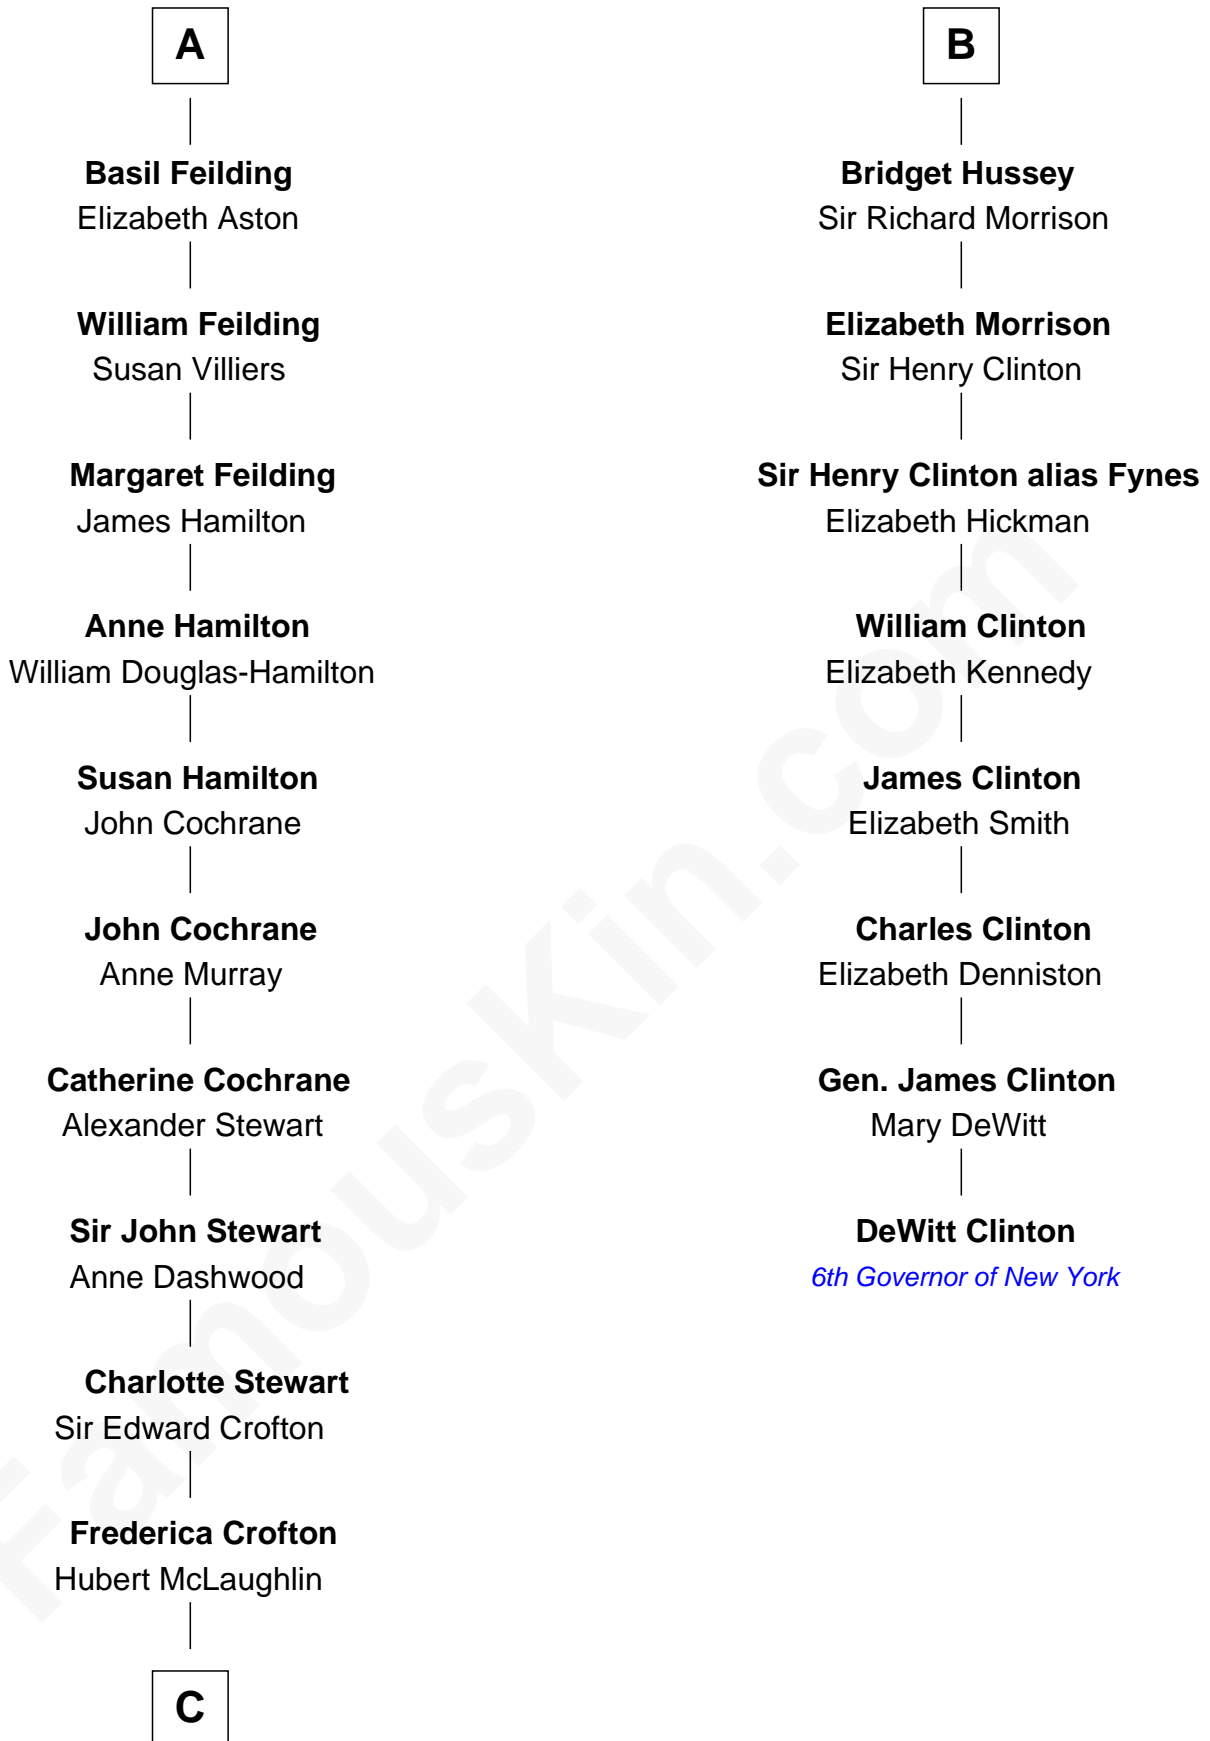 A
Basil Feilding
Elizabeth Aston
William Feilding
Susan Villiers
Margaret Feilding
James Hamilton
Anne Hamilton
William Douglas-Hamilton
Susan Hamilton
John Cochrane
John Cochrane
Anne Murray
Catherine Cochrane
Alexander Stewart
Sir John Stewart
Anne Dashwood
Charlotte Stewart
Sir Edward Crofton
Frederica Crofton
Hubert McLaughlin
C
B
Bridget Hussey
Sir Richard Morrison
Elizabeth Morrison
Sir Henry Clinton
Sir Henry Clinton alias Fynes
Elizabeth Hickman
William Clinton
Elizabeth Kennedy
James Clinton
Elizabeth Smith
Charles Clinton
Elizabeth Denniston
Gen. James Clinton
Mary DeWitt
DeWitt Clinton
6th Governor of New York
FamousKin.com